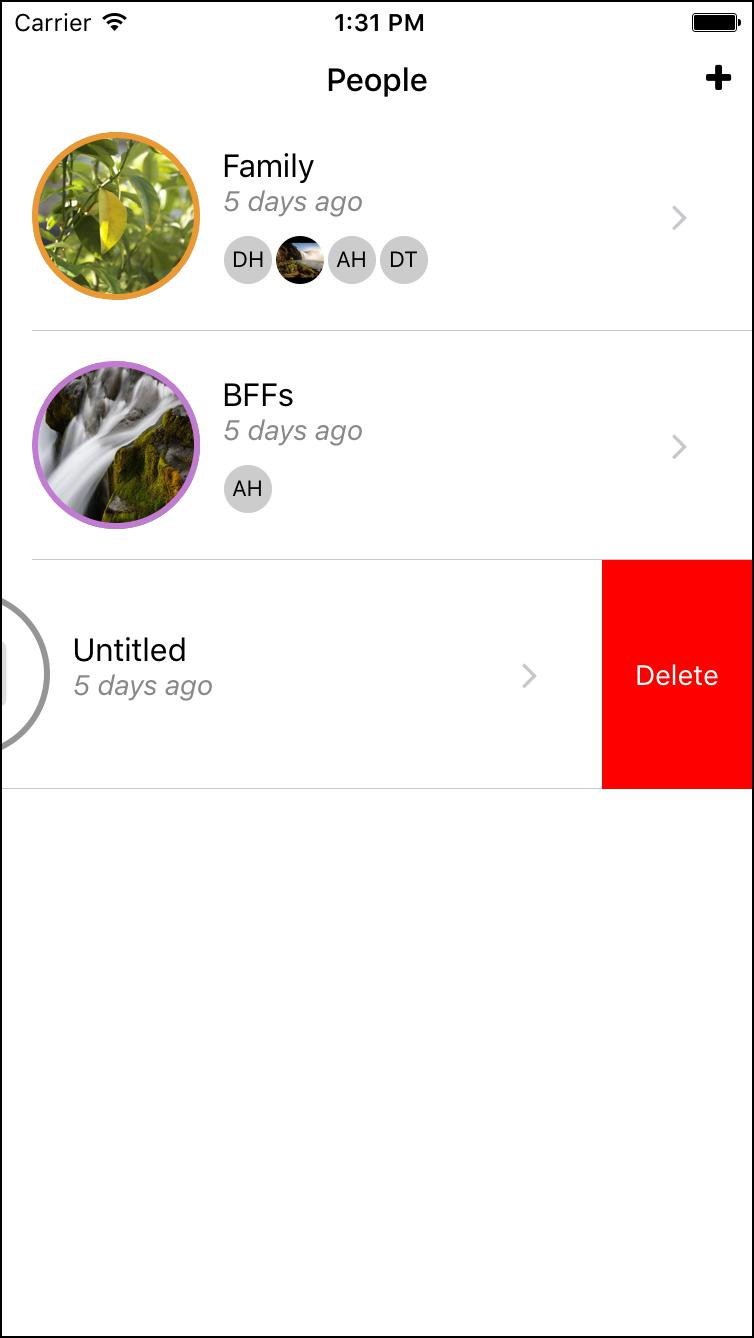 Carrier 1:31 PM
People
Family
5 days ago
DH AH DT
BFFs
5 days ago
AH
Untitled
5 days ago
Delete